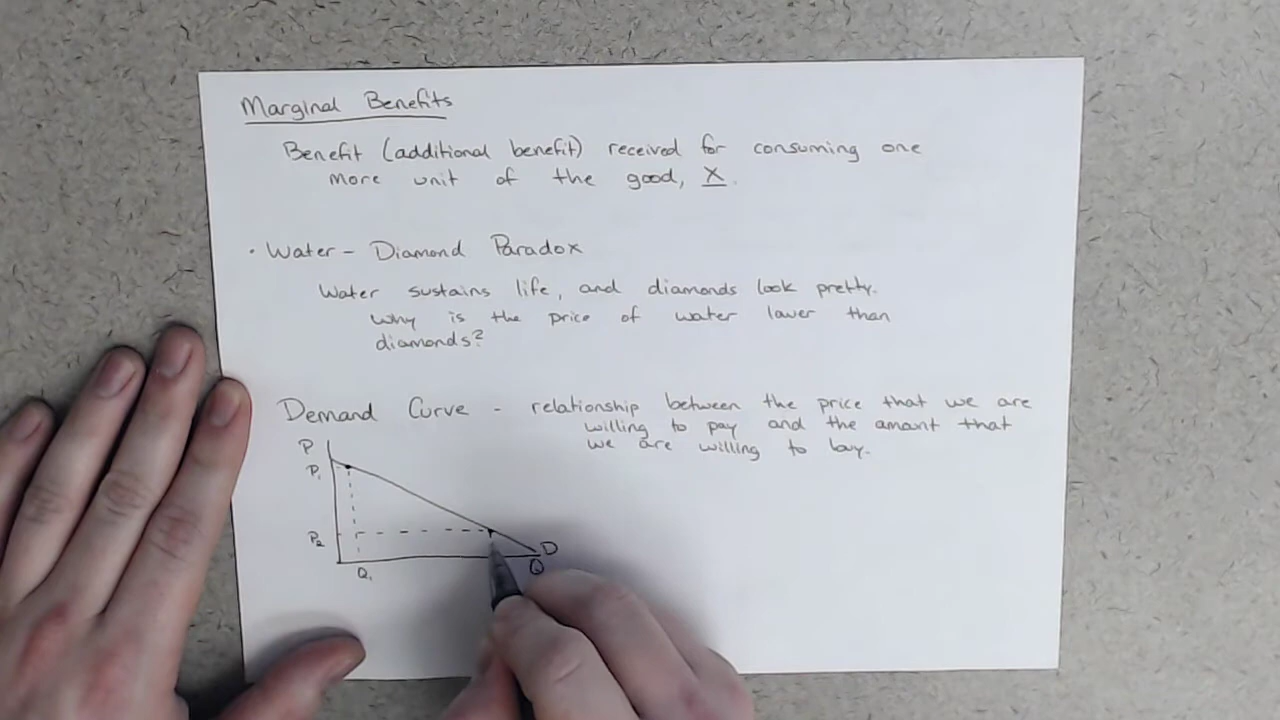 Marginal Benefits
Benefit (additional benefit) received for consuming one
more unit of the good, X.
• Water - Diamond Paradox
Water sustains life, and diamonds look pretty.
Why is the price of water lower than
diamonds?
Demand Curve - relationship between the price that we are
willing to pay and the amount that
we are willing to buy.
P
P1
P2
D
Q1
Q